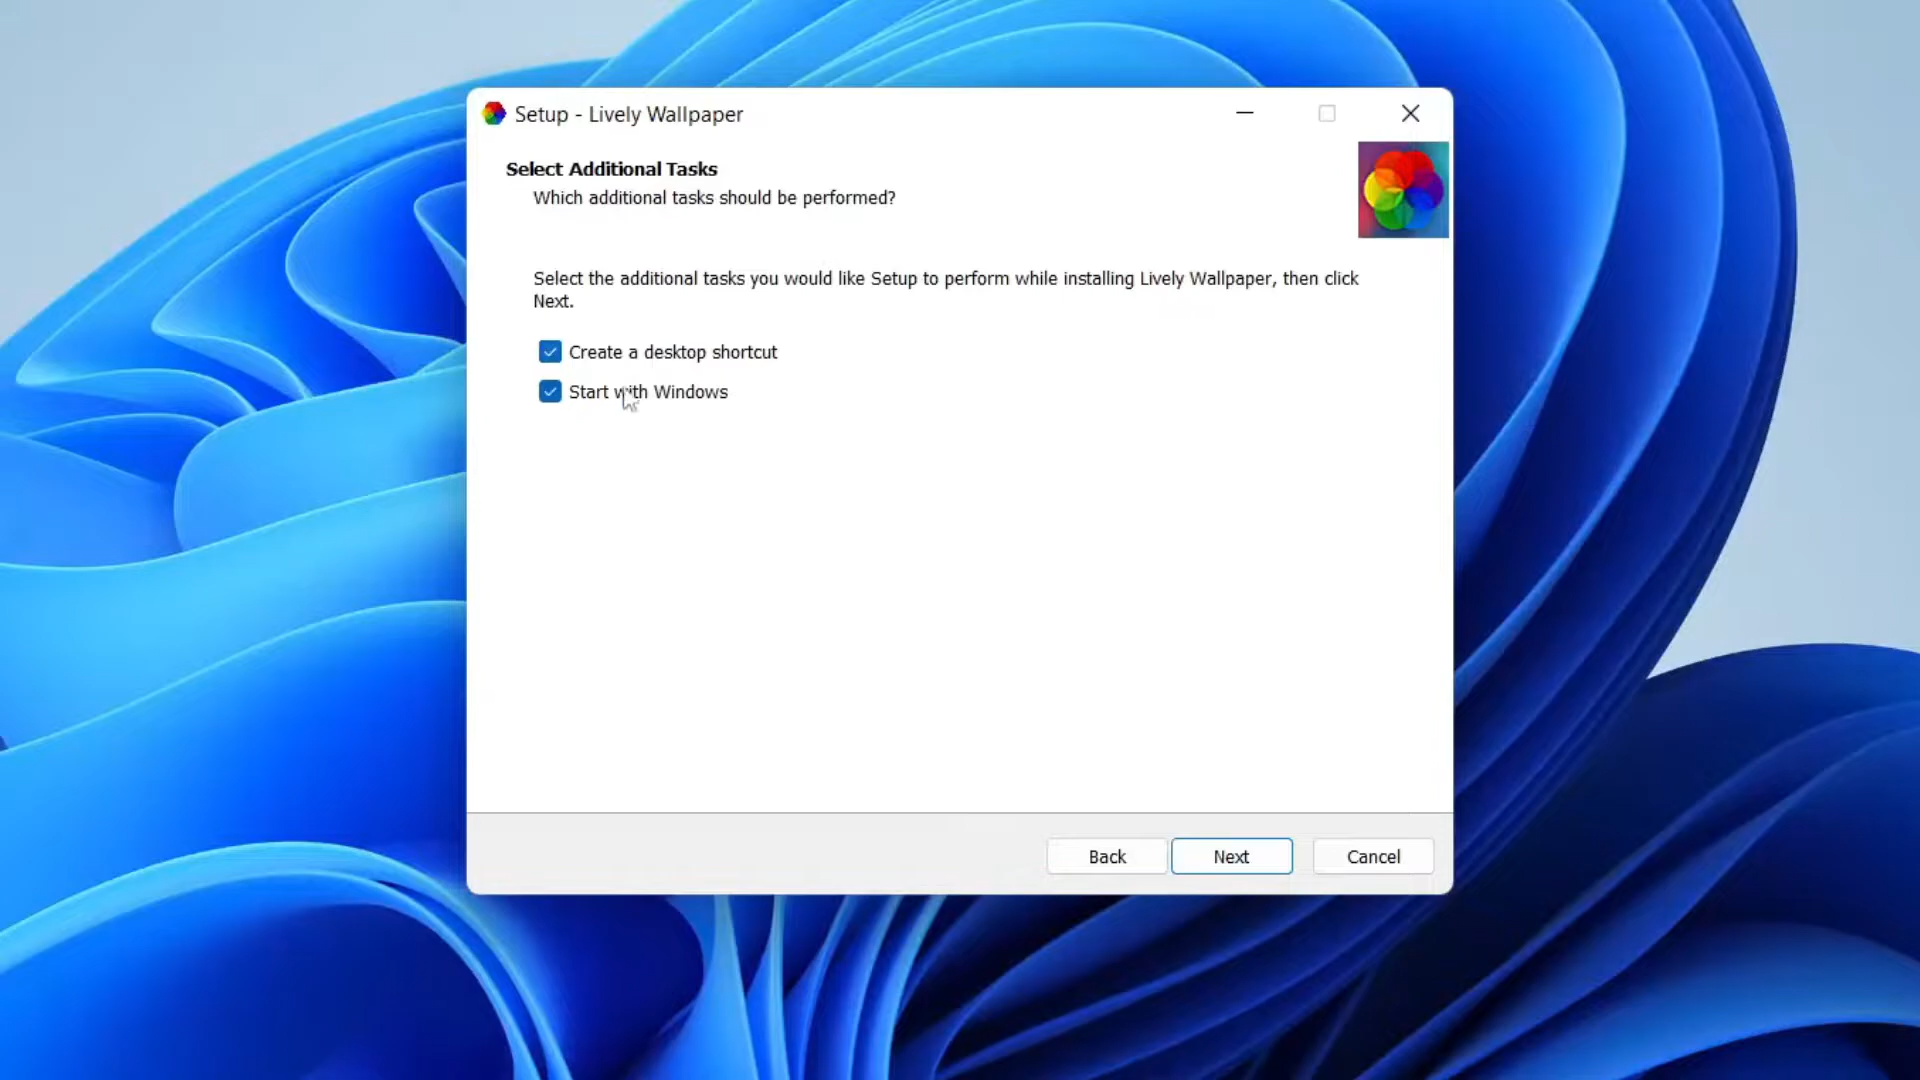 Setup - Lively Wallpaper
Select Additional Tasks
Which additional tasks should be performed?
Select the additional tasks you would like Setup to perform while installing Lively Wallpaper, then click
Next.
Create a desktop shortcut
Start with Windows
Back
Next
Cancel